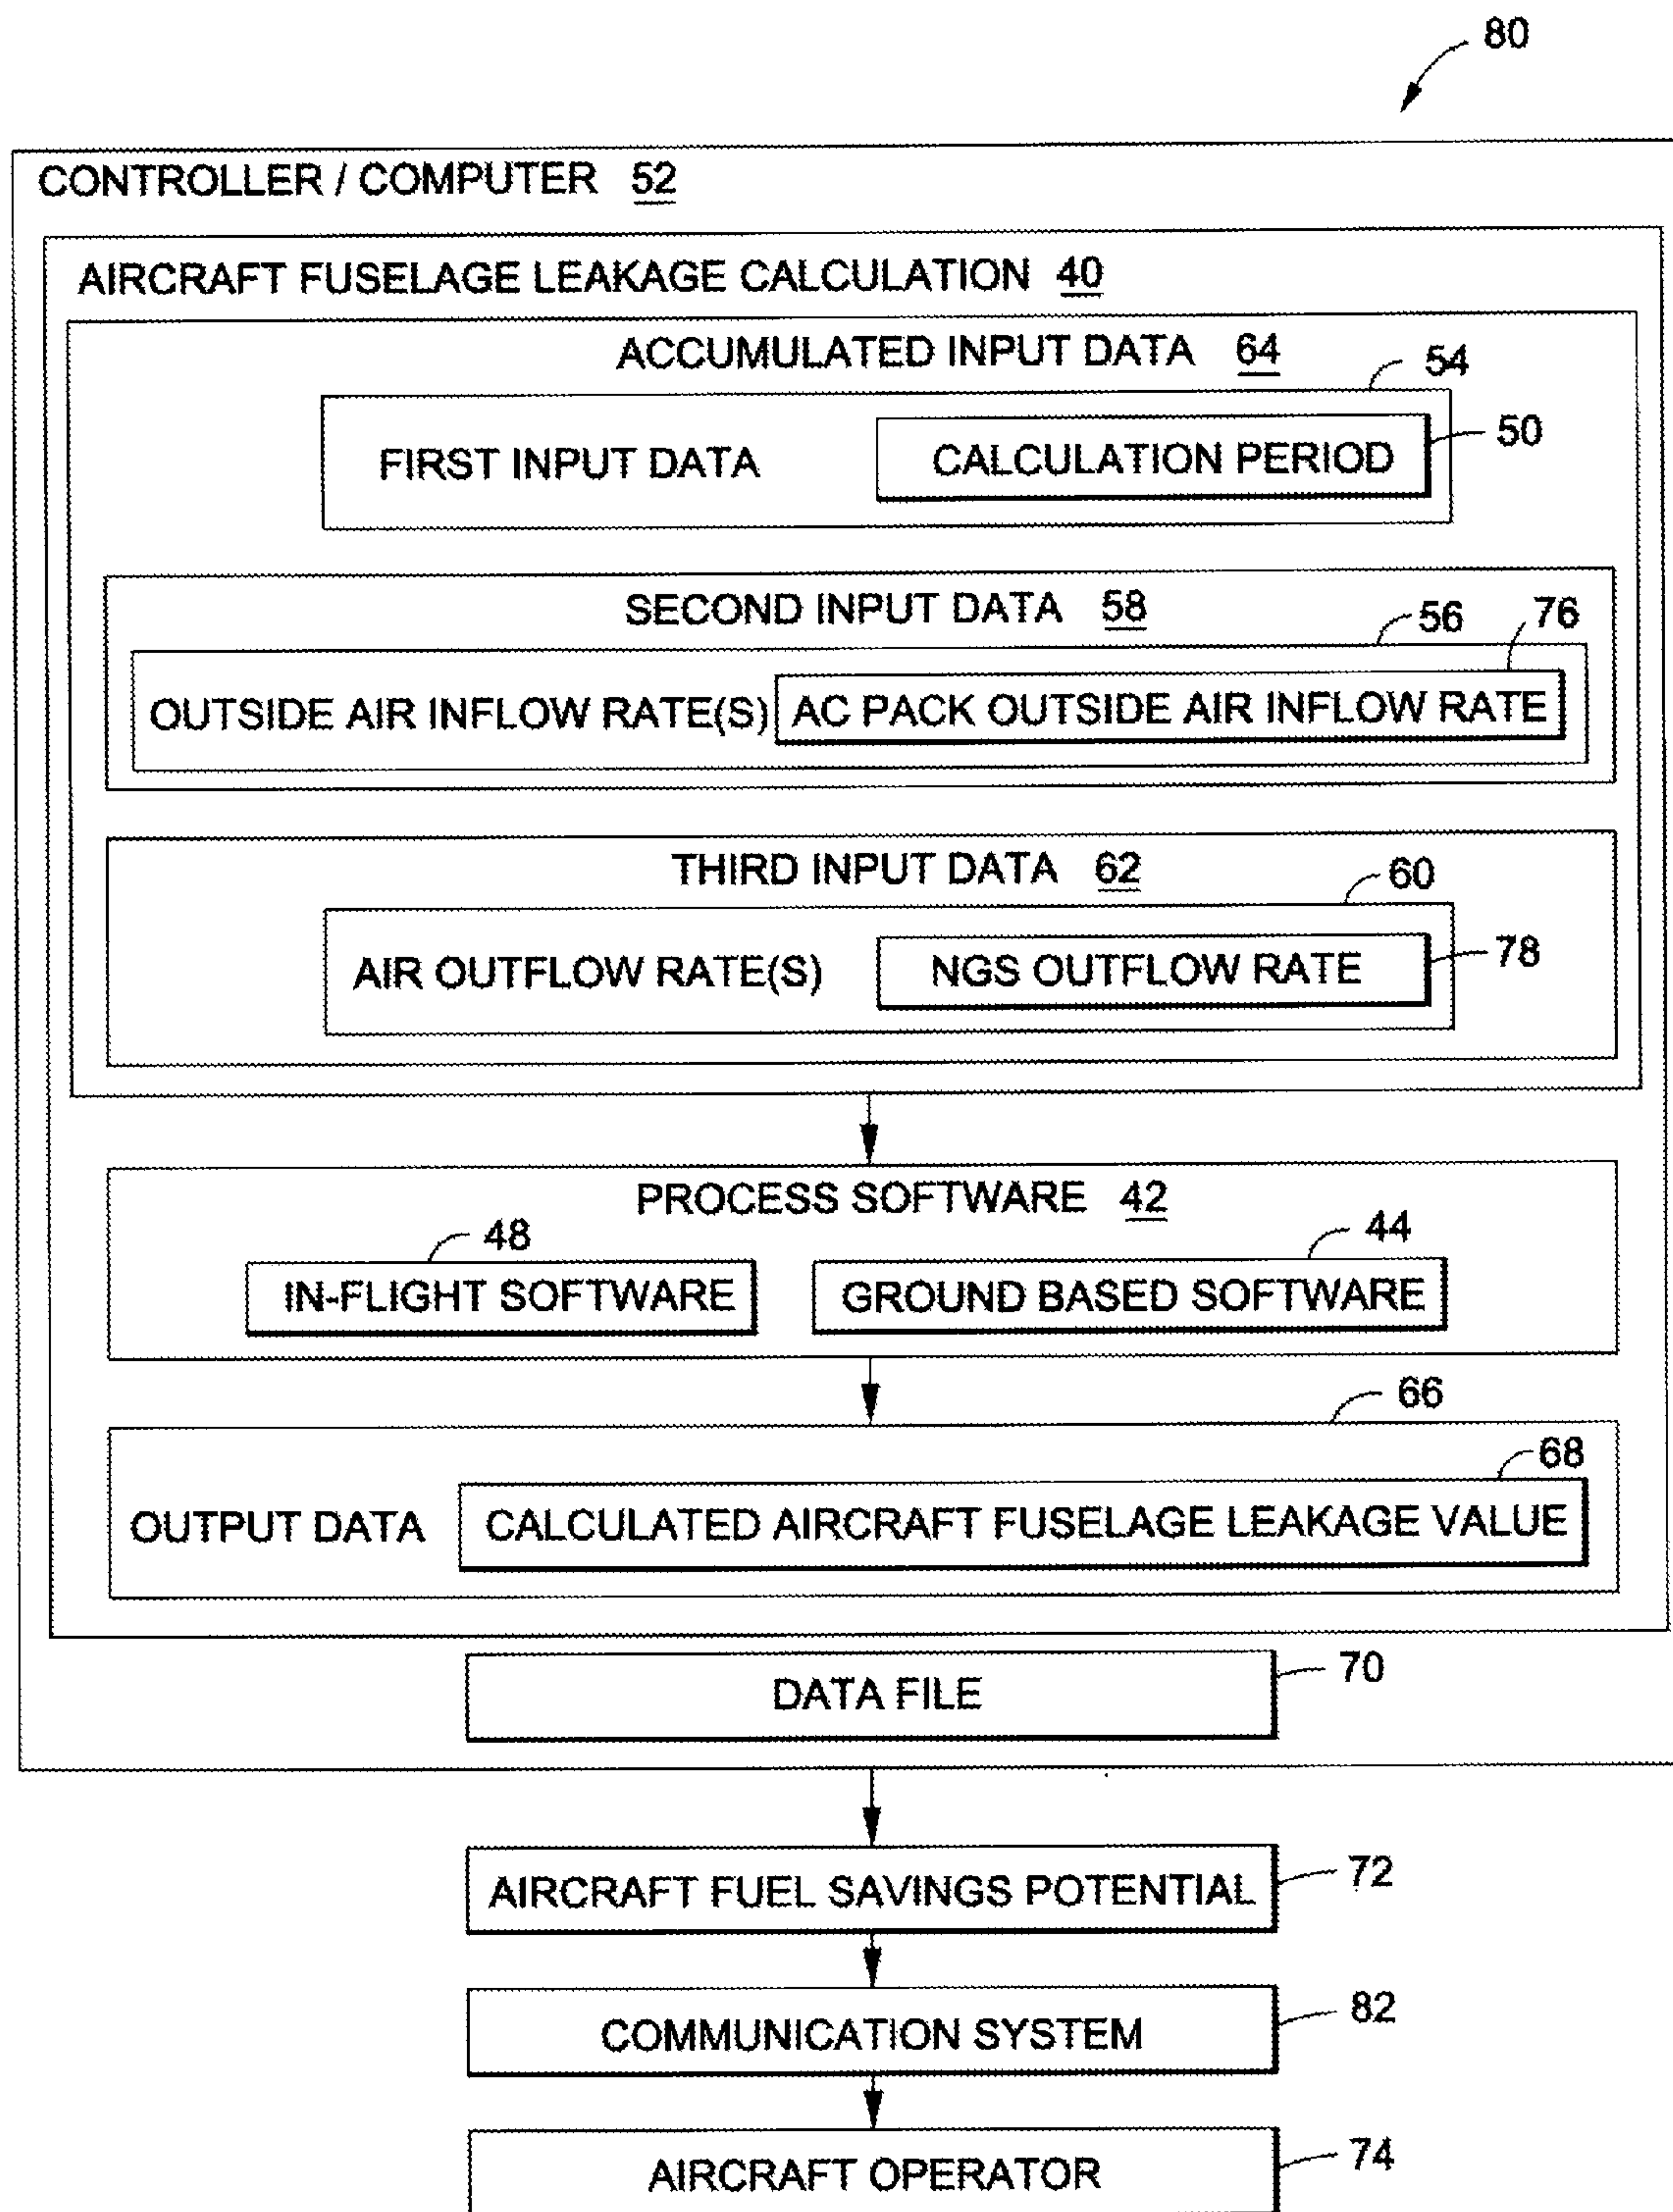 80
CONTROLLER / COMPUTER 52
AIRCRAFT FUSELAGE LEAKAGE CALCULATION 40
ACCUMULATED INPUT DATA 64
54
FIRST INPUT DATA
CALCULATION PERIOD
50
SECOND INPUT DATA 58
56
76
OUTSIDE AIR INFLOW RATE(S)
AC PACK OUTSIDE AIR INFLOW RATE
THIRD INPUT DATA 62
60
AIR OUTFLOW RATE(S)
NGS OUTFLOW RATE
78
PROCESS SOFTWARE 42
48
44
IN-FLIGHT SOFTWARE
GROUND BASED SOFTWARE
66
68
OUTPUT DATA
CALCULATED AIRCRAFT FUSELAGE LEAKAGE VALUE
DATA FILE
70
AIRCRAFT FUEL SAVINGS POTENTIAL
72
COMMUNICATION SYSTEM
82
AIRCRAFT OPERATOR
74